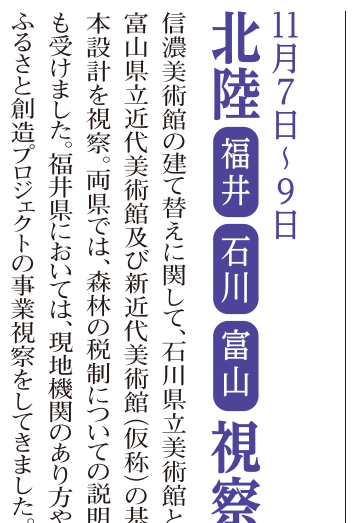 11月7日～9日
北陸 福井 石川 富山 視察
信濃美術館の建て替えに関して、石川県立美術館と
富山県立近代美術館及び新近代美術館（仮称）の基
本設計を視察。両県では、森林の税制についての説明
も受けました。福井県においては、現地機関のあり方や
ふるさと創造プロジェクトの事業視察をしてきました。